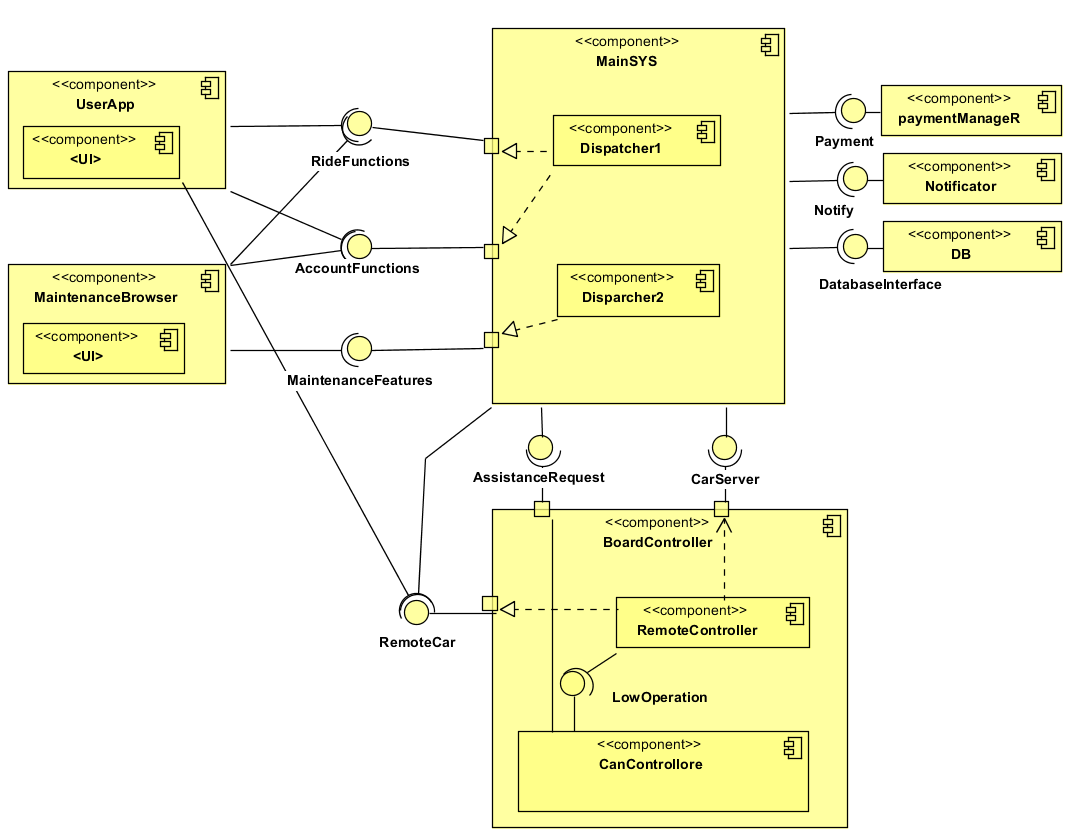 <<component>>
MainSYS
<<component>>
UserApp
<<component>>
<UI>
<<component>>
Dispatcher1
<<component>>
paymentManageR
RideFunctions
Payment
<<component>>
Notificator
Notify
<<component>>
DB
AccountFunctions
DatabaseInterface
<<component>>
MaintenanceBrowser
<<component>>
<UI>
<<component>>
Disparcher2
MaintenanceFeatures
AssistanceRequest
CarServer
<<component>>
BoardController
<<component>>
RemoteController
RemoteCar
LowOperation
<<component>>
CanControllore